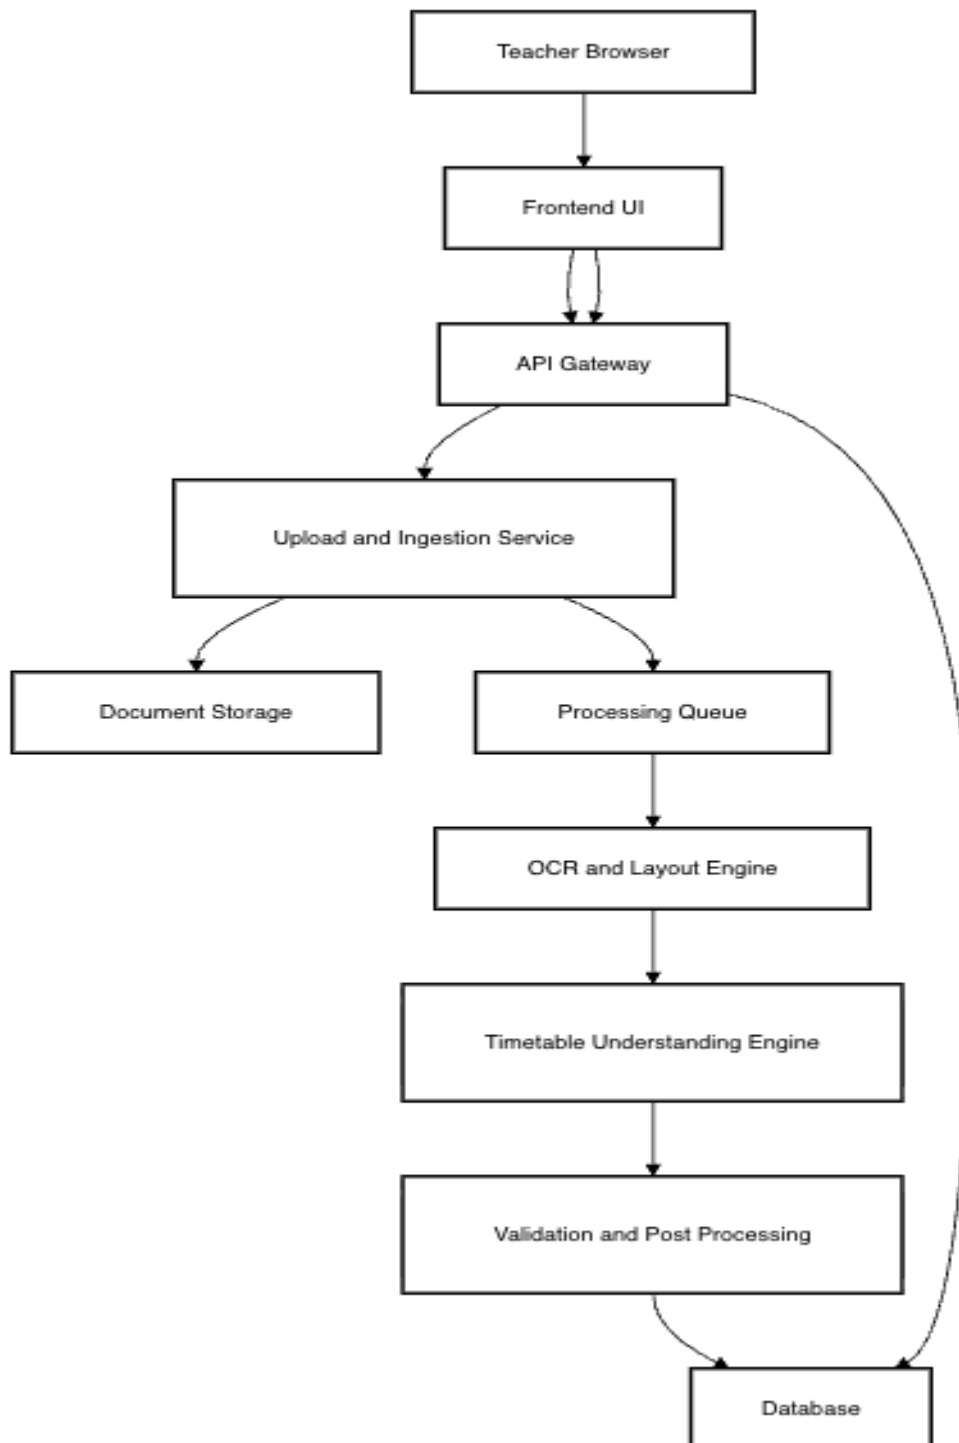 Teacher Browser
Frontend UI
API Gateway
Upload and Ingestion Service
Document Storage
Processing Queue
OCR and Layout Engine
Timetable Understanding Engine
Validation and Post Processing
Database